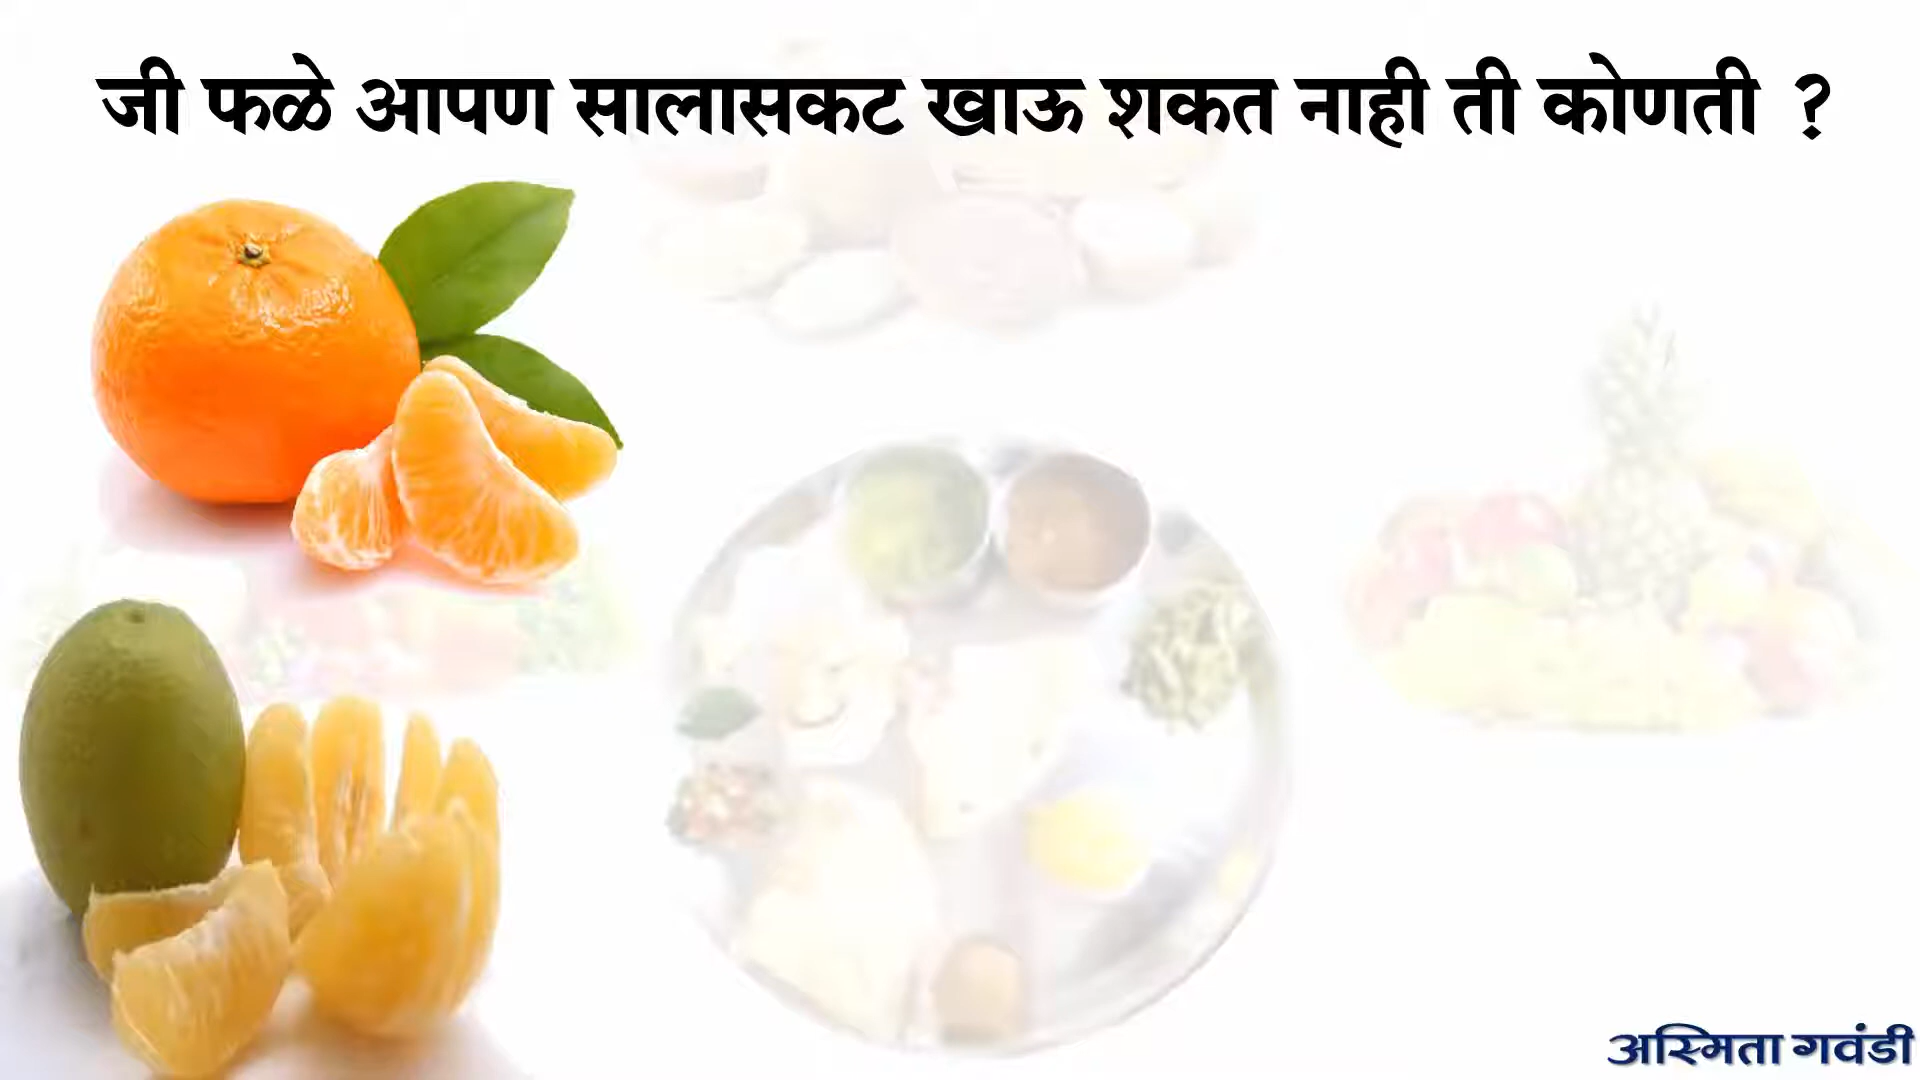 जी फळे आपण सालासकट खाऊ शकत नाही ती कोणती ?
अस्मिता गवंडी